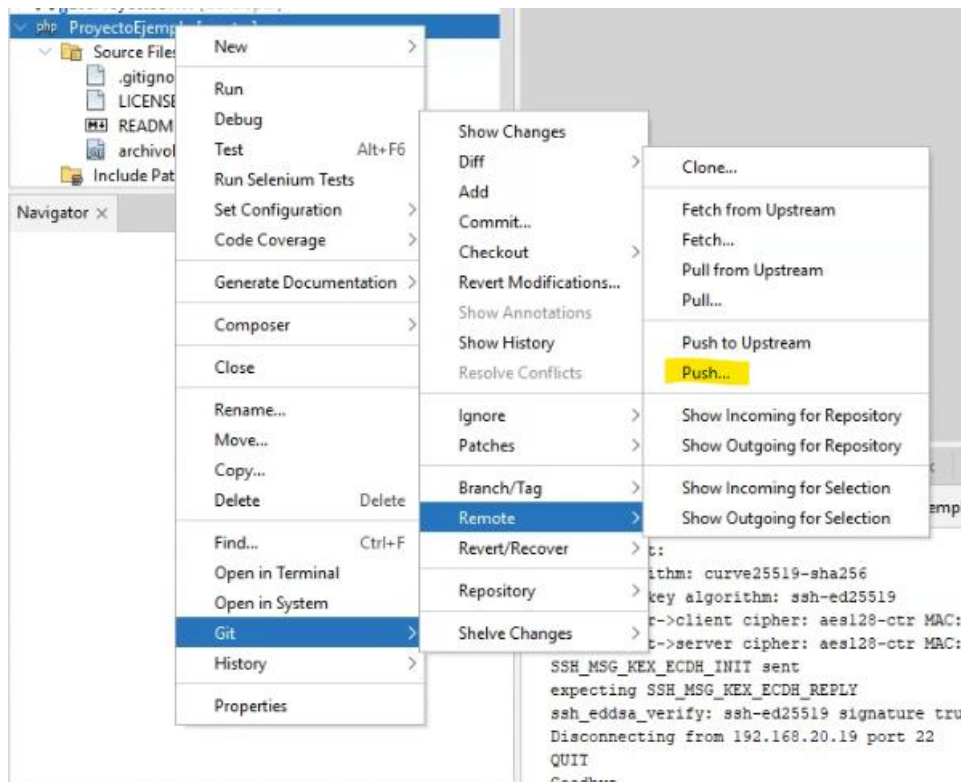 php ProyectoEjempl
Source Files
.gitigno
LICENSE
README
archivo
Include Pat
Navigator ×
New
Run
Debug
Test Alt+F6
Run Selenium Tests
Set Configuration
Code Coverage
Generate Documentation
Composer
Close
Rename...
Move...
Copy...
Delete Delete
Find... Ctrl+F
Open in Terminal
Open in System
Git
History
Properties
Show Changes
Diff
Add
Commit...
Checkout
Revert Modifications...
Show Annotations
Show History
Resolve Conflicts
Ignore
Patches
Branch/Tag
Remote
Revert/Recover
Repository
Shelve Changes
Clone...
Fetch from Upstream
Fetch...
Pull from Upstream
Pull...
Push to Upstream
Push...
Show Incoming for Repository
Show Outgoing for Repository
Show Incoming for Selection
Show Outgoing for Selection
emp
t:
ithm: curve25519-sha256
key algorithm: ssh-ed25519
r->client cipher: aes128-ctr MAC:
t->server cipher: aes128-ctr MAC:
SSH_MSG_KEX_ECDH_INIT sent
expecting SSH_MSG_KEX_ECDH_REPLY
ssh_eddsa_verify: ssh-ed25519 signature tru
Disconnecting from 192.168.20.19 port 22
QUIT